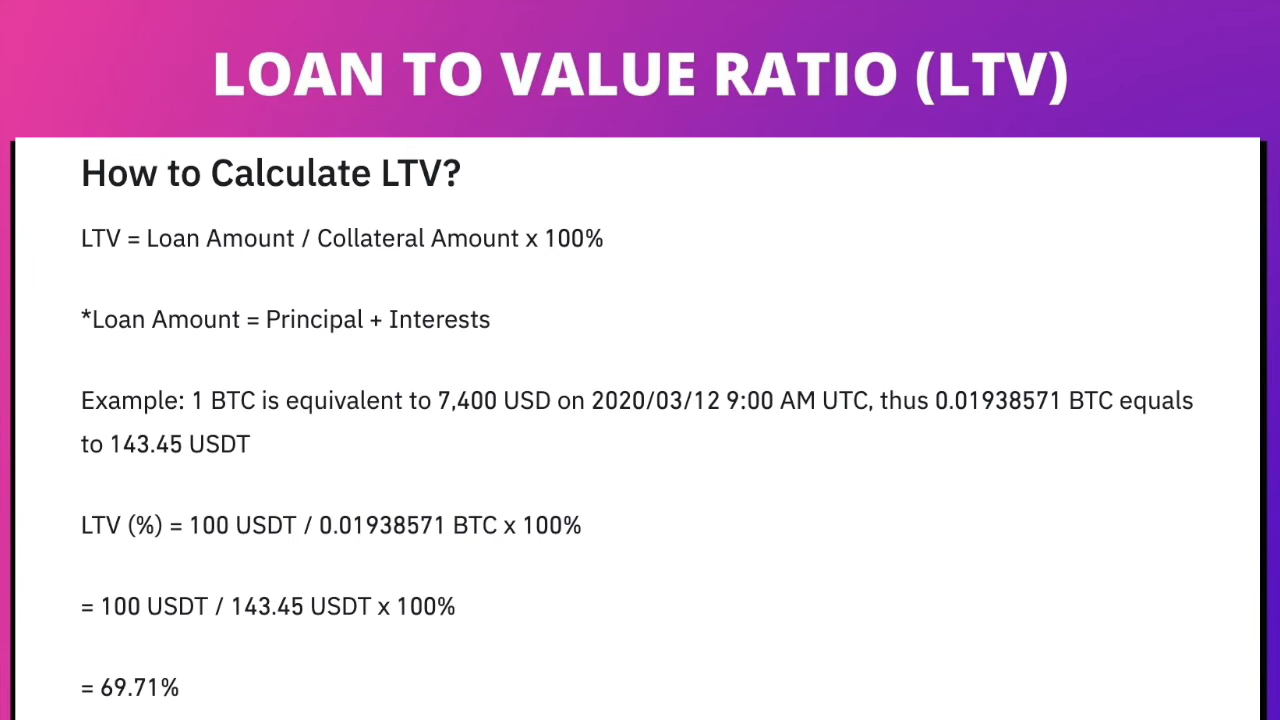 LOAN TO VALUE RATIO (LTV)
How to Calculate LTV?
LTV = Loan Amount / Collateral Amount x 100%
*Loan Amount = Principal + Interests
Example: 1 BTC is equivalent to 7,400 USD on 2020/03/12 9:00 AM UTC, thus 0.01938571 BTC equals
to 143.45 USDT
LTV (%) = 100 USDT / 0.01938571 BTC x 100%
= 100 USDT / 143.45 USDT x 100%
= 69.71%